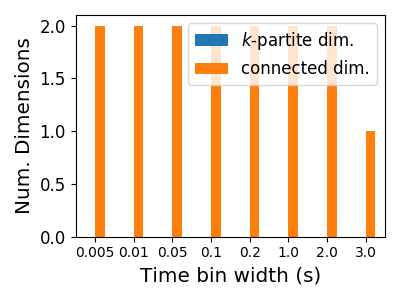 2.0
1.5
1.0
0.5
0.0
Num. Dimensions
k-partite dim.
connected dim.
0.005 0.01 0.05 0.1 0.2 1.0 2.0 3.0
Time bin width (s)